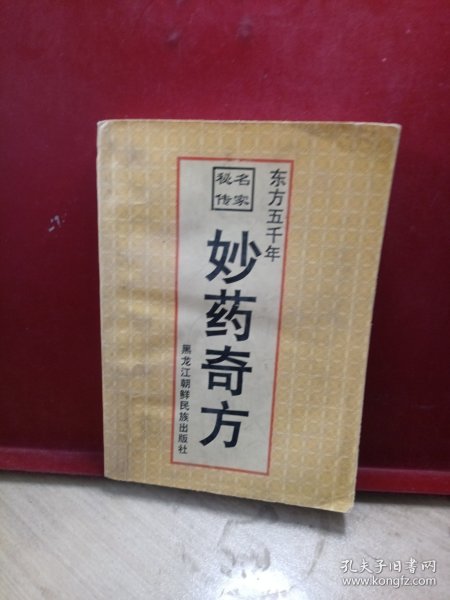 东方五千年
名家
秘传
妙药奇方
黑龙江朝鲜民族出版社
孔夫子旧书网
www.kongfz.com